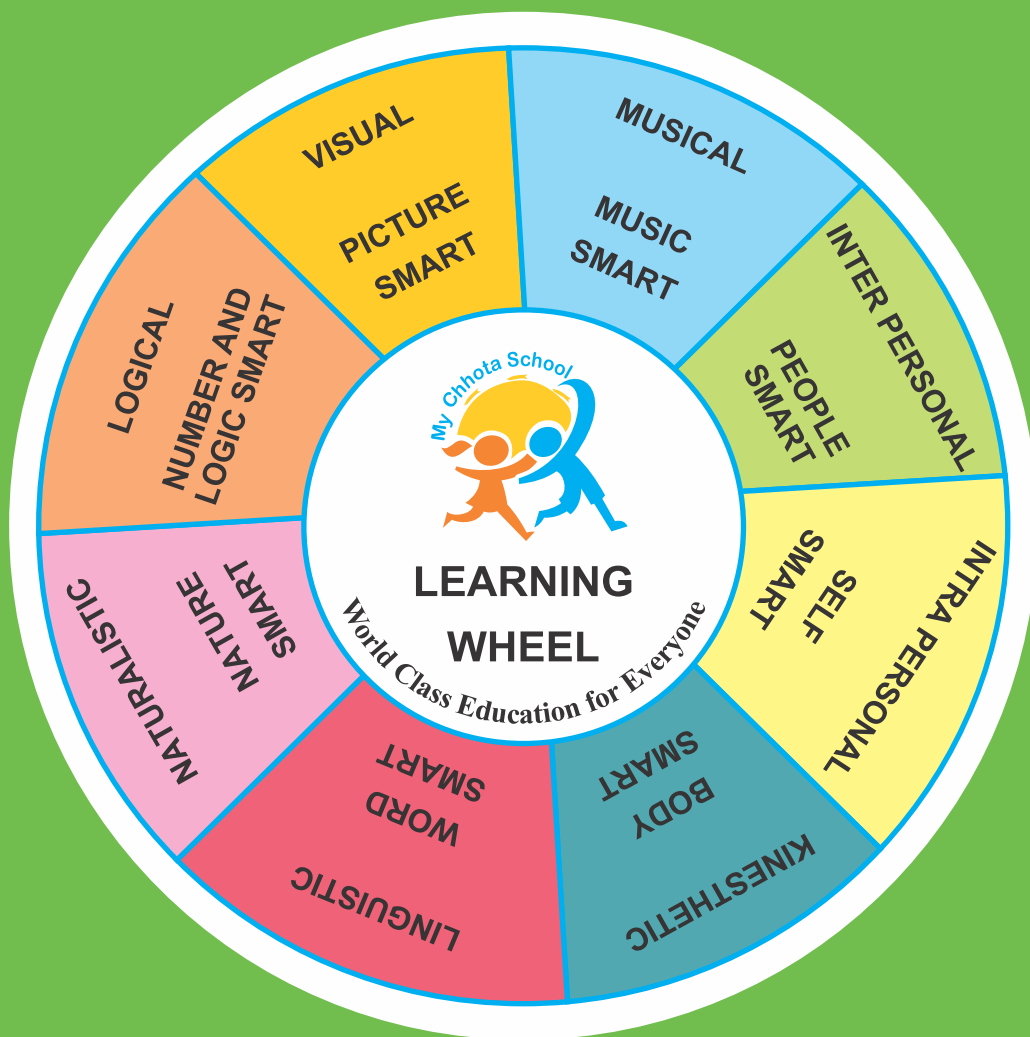 VISUAL
PICTURE
SMART
MUSICAL
MUSIC
SMART
INTER PERSONAL
PEOPLE
SMART
INTRA PERSONAL
SELF
SMART
KINESTHETIC
BODY
SMART
LINGUISTIC
WORD
SMART
NATURALISTIC
NATURE
SMART
LOGICAL
NUMBER AND
LOGIC SMART
My Chhota School
LEARNING
WHEEL
World Class Education for Everyone